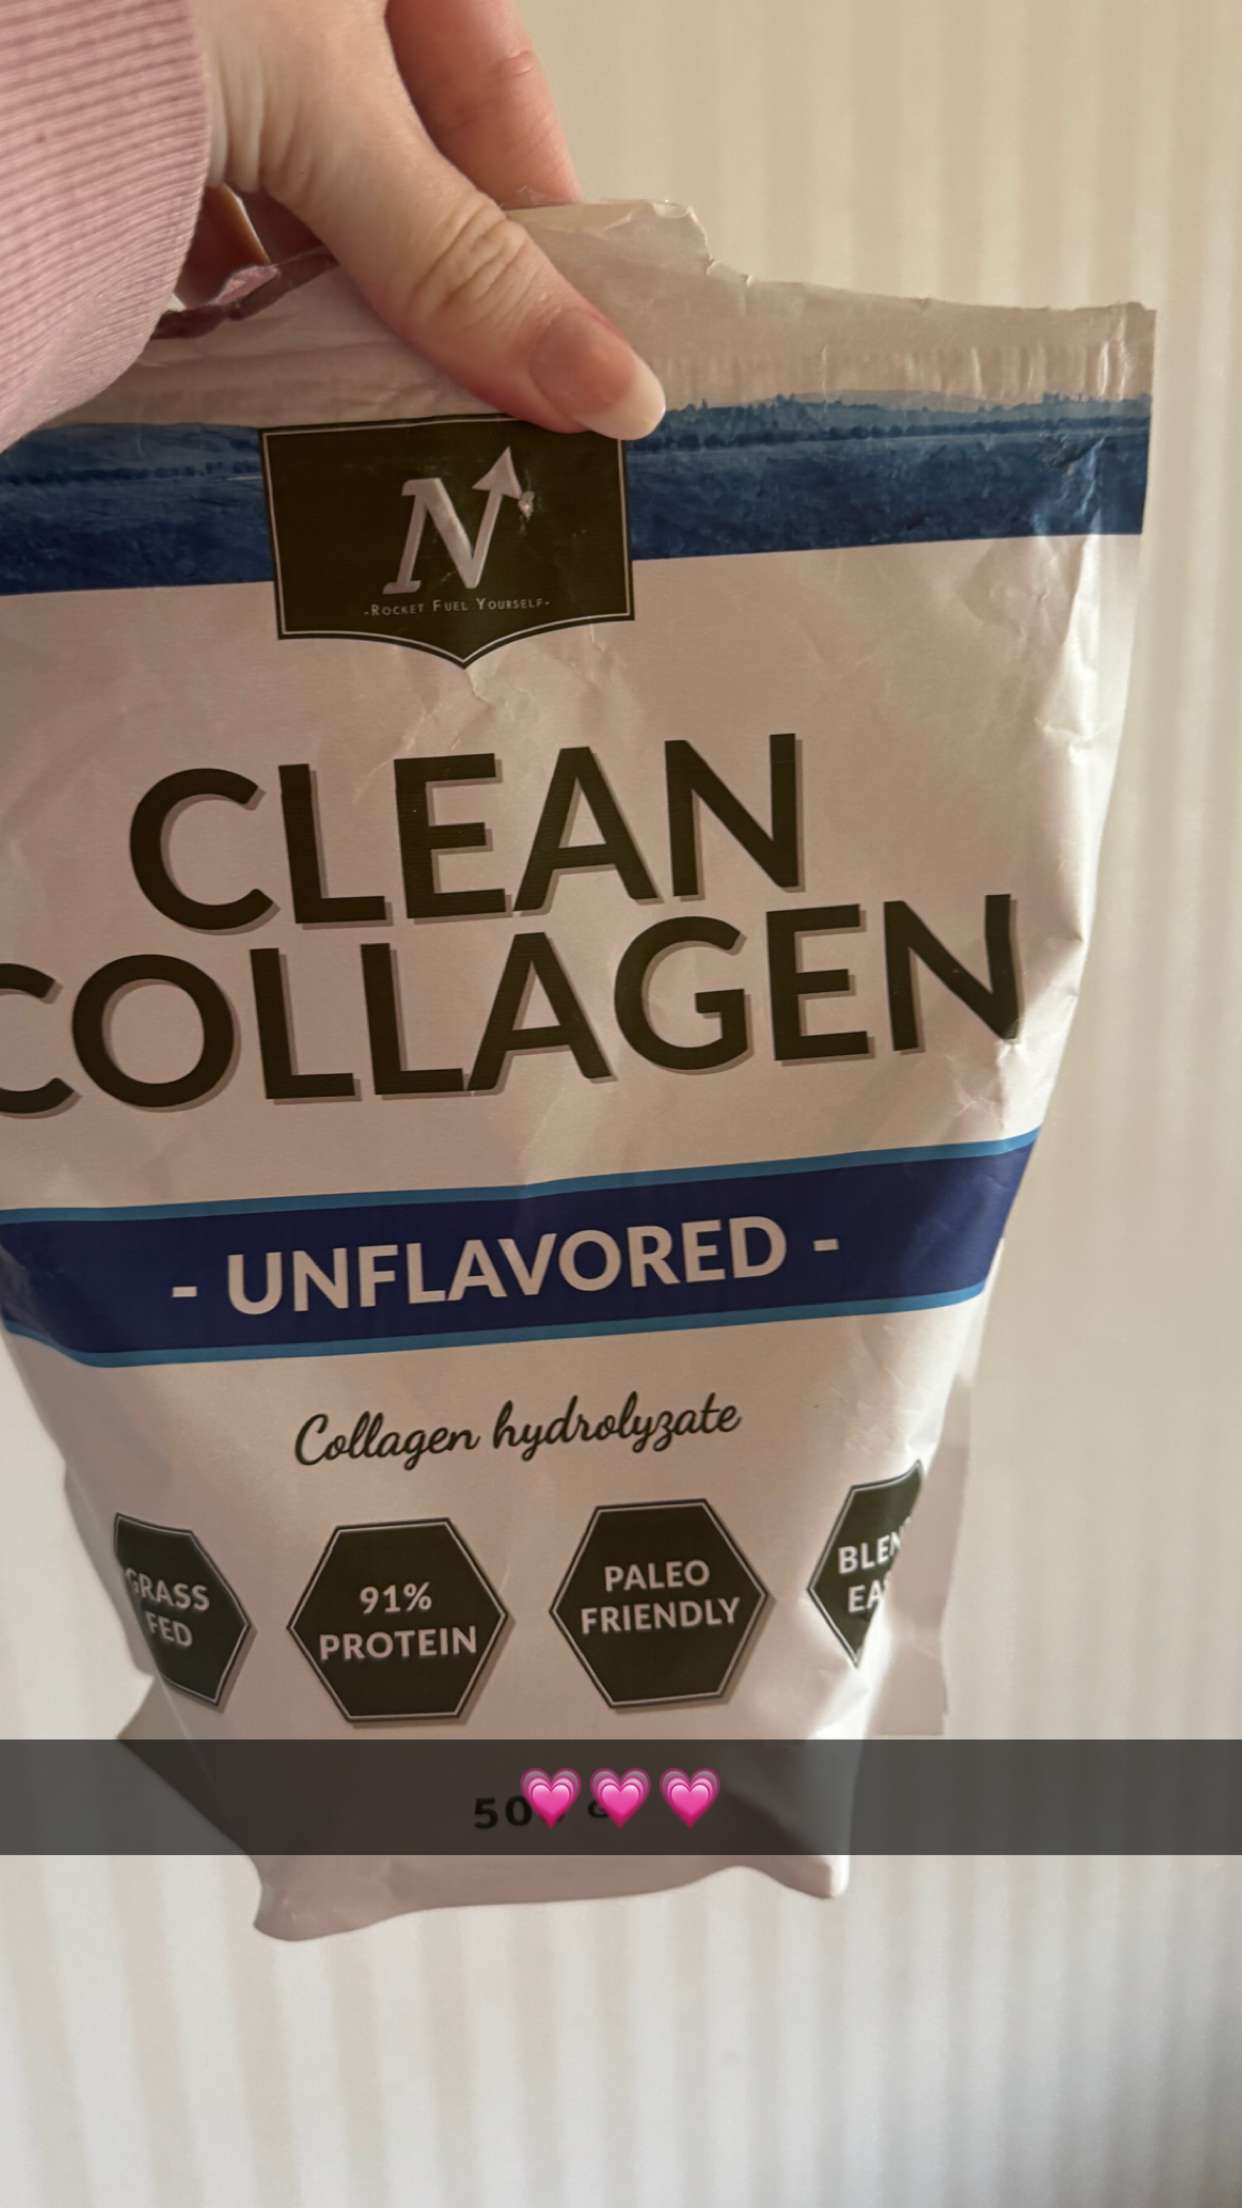 N
-ROCKET FUEL YOURSELF-
CLEAN
COLLAGEN
- UNFLAVORED -
Collagen hydrolyzate
GRASS
FED
91%
PROTEIN
PALEO
FRIENDLY
💗💗💗